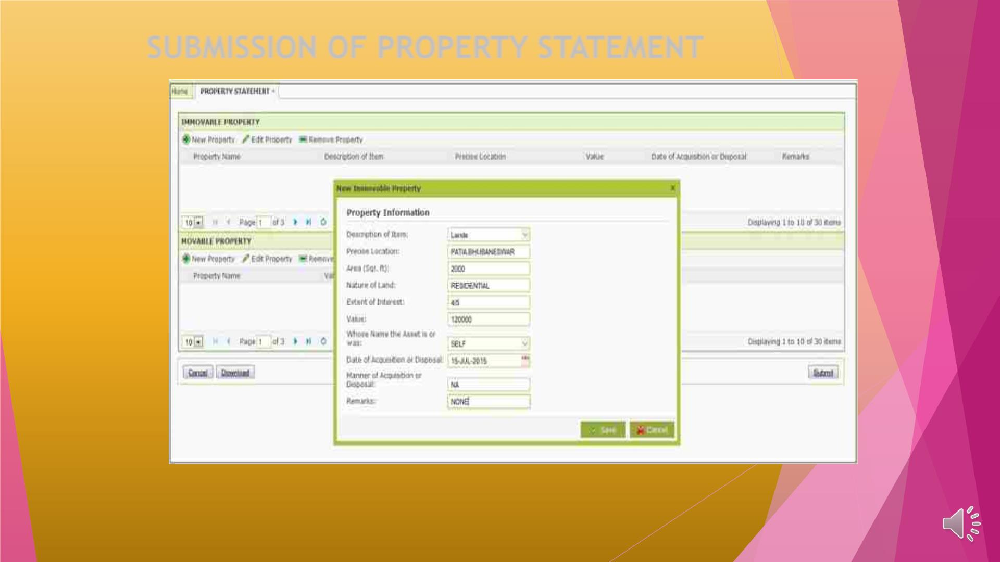 SUBMISSION OF PROPERTY STATEMENT
Home PROPERTY STATEMENT
IMMOVABLE PROPERTY
New Property Edit Property Remove Property
Property Name Description of Item Precise Location Value Date of Acquisition or Disposal Remarks
New Immovable Property x
Property Information
10 Page 1 of 3 Displaying 1 to 10 of 30 items
Description of Item: Lands
MOVABLE PROPERTY
Precise Location: PATIA,BHUBANESWAR
New Property Edit Property Remove
Area (Sqr. ft): 2000
Property Name
Nature of Land: RESIDENTIAL
Extent of Interest:
Value: 120000
Whose Name the Asset is or
was: SELF
10 Page 1 of 3 Displaying 1 to 10 of 30 items
Date of Acquisition or Disposal: 15-JUL-2015
Cancel Download Submit
Manner of Acquisition or
Disposal: NA
Remarks: NONE
Save Cancel